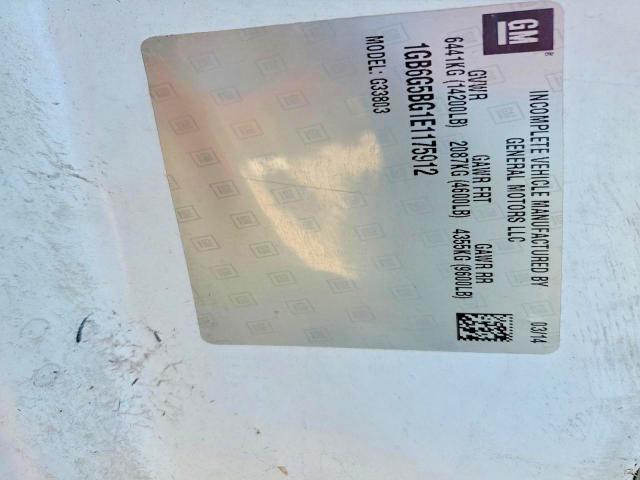 GM
INCOMPLETE VEHICLE MANUFACTURED BY
GENERAL MOTORS LLC
03/14
GVWR GAWR FRT GAWR RR
6441KG (14200LB) 2087KG (4600LB) 4355KG (9600LB)
1GB6G5BG1E1175912
MODEL: G33803